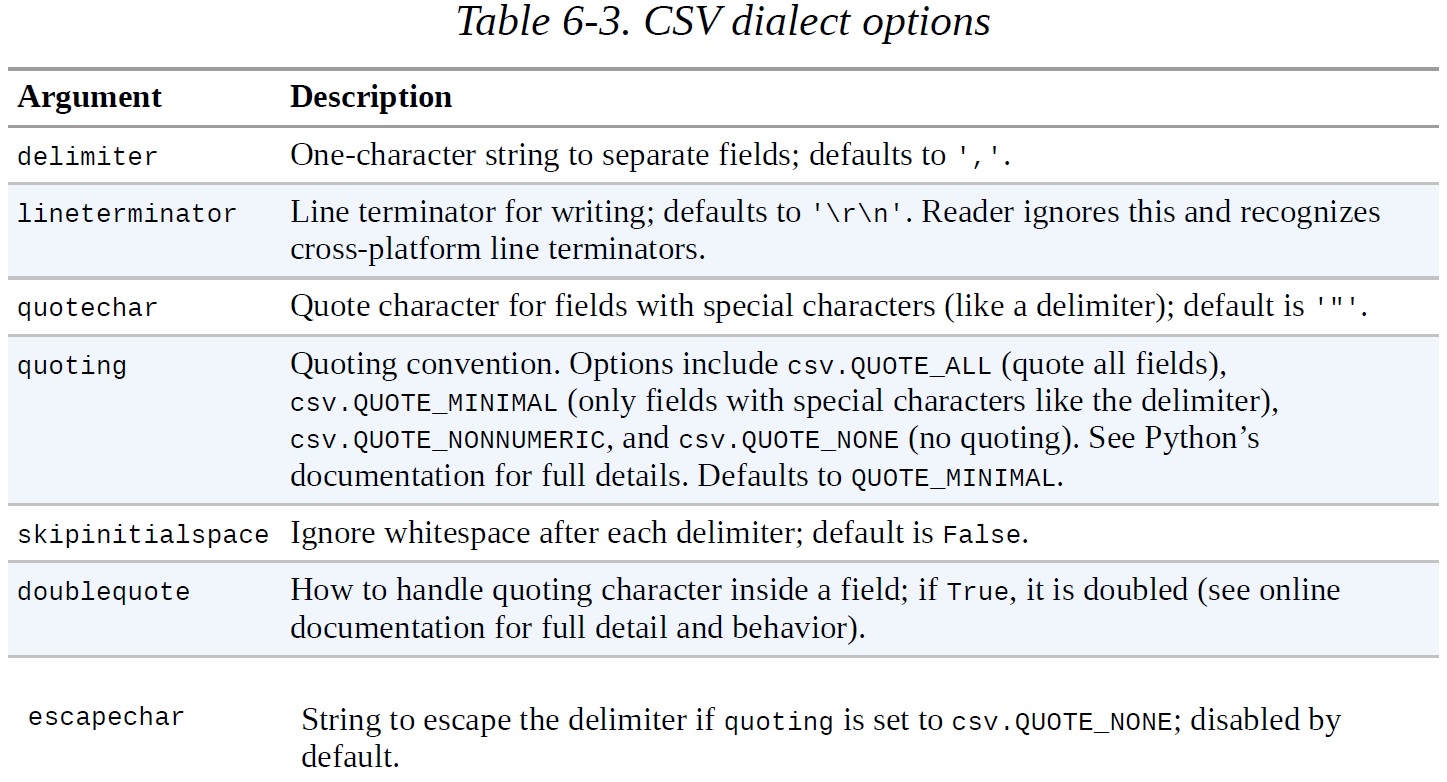 Table 6-3. CSV dialect options
Argument Description
delimiter One-character string to separate fields; defaults to ','.
lineterminator Line terminator for writing; defaults to '\r\n'. Reader ignores this and recognizes
cross-platform line terminators.
quotechar Quote character for fields with special characters (like a delimiter); default is '"'.
quoting Quoting convention. Options include csv.QUOTE_ALL (quote all fields),
csv.QUOTE_MINIMAL (only fields with special characters like the delimiter),
csv.QUOTE_NONNUMERIC, and csv.QUOTE_NONE (no quoting). See Python’s
documentation for full details. Defaults to QUOTE_MINIMAL.
skipinitialspace Ignore whitespace after each delimiter; default is False.
doublequote How to handle quoting character inside a field; if True, it is doubled (see online
documentation for full detail and behavior).
escapechar String to escape the delimiter if quoting is set to csv.QUOTE_NONE; disabled by
default.